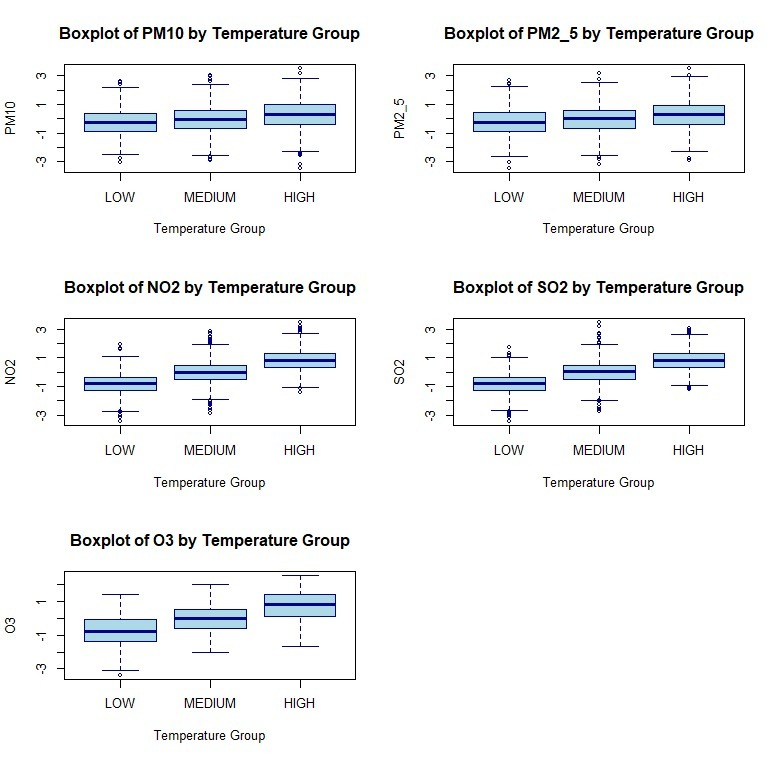 Boxplot of PM10 by Temperature Group
PM10
3
1
-1
-3
LOW MEDIUM HIGH
Temperature Group
Boxplot of PM2_5 by Temperature Group
PM2_5
3
1
-1
-3
LOW MEDIUM HIGH
Temperature Group
Boxplot of NO2 by Temperature Group
NO2
3
1
-1
-3
LOW MEDIUM HIGH
Temperature Group
Boxplot of SO2 by Temperature Group
SO2
3
1
-1
-3
LOW MEDIUM HIGH
Temperature Group
Boxplot of O3 by Temperature Group
O3
1
-1
-3
LOW MEDIUM HIGH
Temperature Group